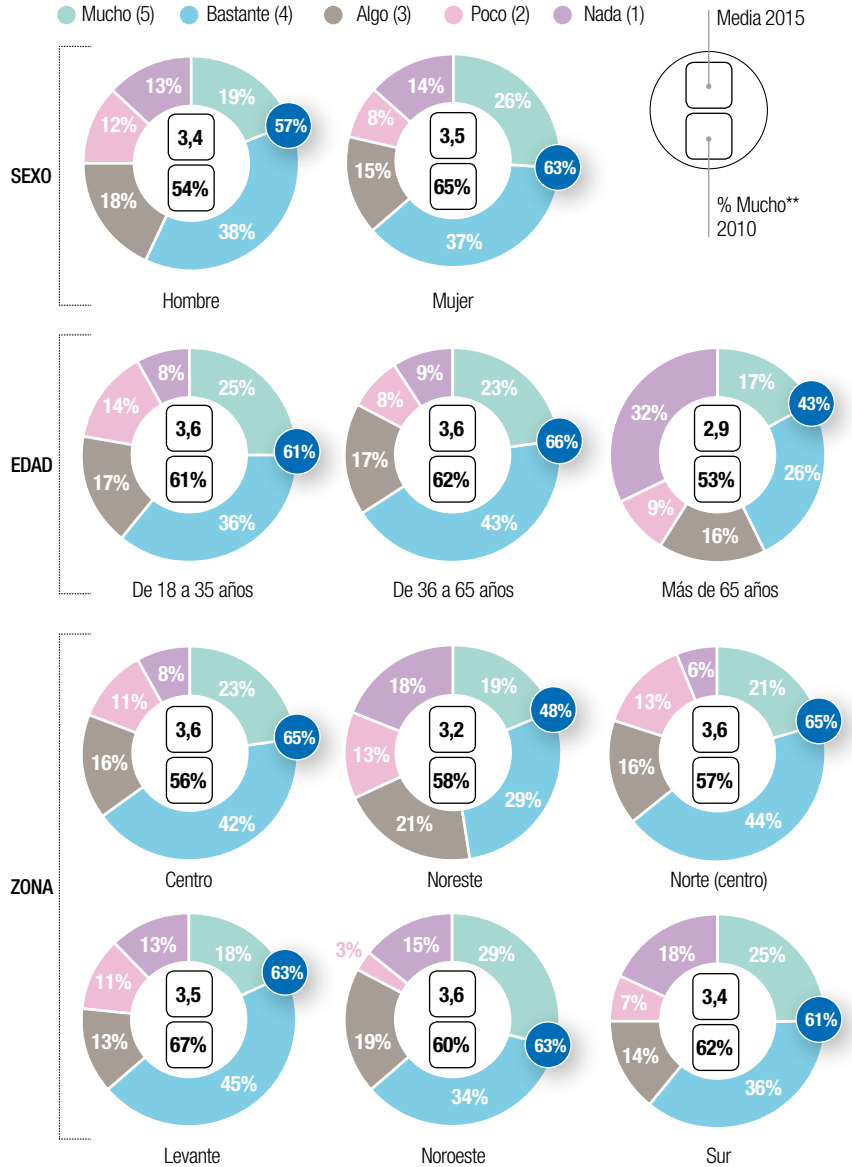 Mucho (5) Bastante (4) Algo (3) Poco (2) Nada (1)
Media 2015
% Mucho**
2010
SEXO
13% 19% 12% 57% 3,4 54% 18% 38%
Hombre
14% 26% 8% 3,5 65% 63% 15% 37%
Mujer
EDAD
8% 25% 14% 3,6 61% 61% 17% 36%
De 18 a 35 años
9% 23% 8% 3,6 62% 66% 17% 43%
De 36 a 65 años
17% 43% 32% 2,9 53% 26% 9% 16%
Más de 65 años
ZONA
8% 23% 11% 3,6 56% 65% 16% 42%
Centro
18% 19% 48% 13% 3,2 58% 29% 21%
Noreste
6% 21% 13% 3,6 57% 65% 16% 44%
Norte (centro)
13% 18% 63% 11% 3,5 67% 13% 45%
Levante
3% 15% 29% 3,6 60% 63% 19% 34%
Noroeste
18% 25% 7% 3,4 62% 61% 14% 36%
Sur